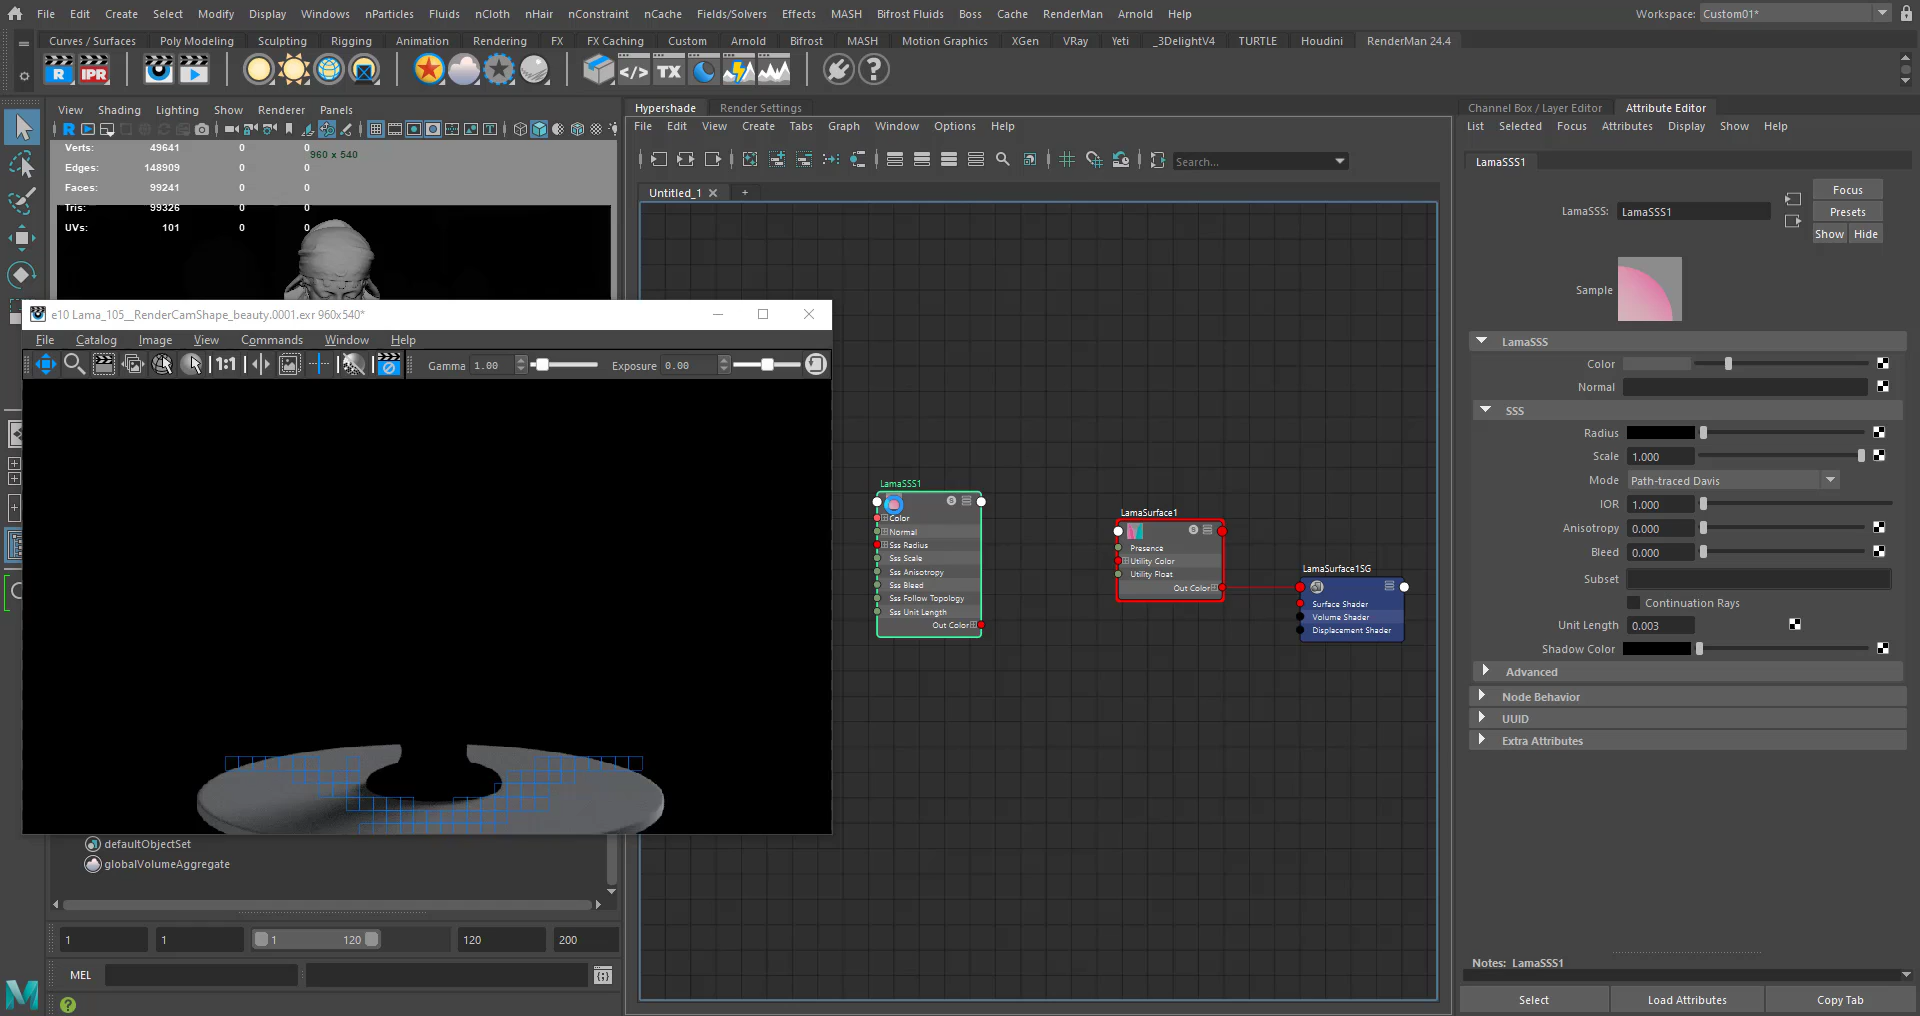 File Edit Create Select Modify Display Windows nParticles Fluids nCloth nHair nConstraint nCache Fields/Solvers Effects MASH Bifrost Fluids Boss Cache RenderMan Arnold Help Workspace: Custom01*
Curves / Surfaces Poly Modeling Sculpting Rigging Animation Rendering FX FX Caching Custom Arnold Bifrost MASH Motion Graphics XGen VRay Yeti _3DelightV4 TURTLE Houdini RenderMan 24.4
R IPR </> TX ?
View Shading Lighting Show Renderer Panels
Verts: 49641 0 0
960 x 540
Edges: 148909 0 0
Faces: 99241 0 0
Tris: 99326 0 0
UVs: 101 0 0
e10 Lama_105__RenderCamShape_beauty.0001.exr 960x540*
File Catalog Image View Commands Window Help
1:1 Gamma 1.00 Exposure 0.00
defaultObjectSet
globalVolumeAggregate
1 1 1 120 120 200
MEL
Hypershade Render Settings
File Edit View Create Tabs Graph Window Options Help
Search...
Untitled_1 +
LamaSSS1
Color
Normal
Sss Radius
Sss Scale
Sss Anisotropy
Sss Bleed
Sss Follow Topology
Sss Unit Length
Out Color
LamaSurface1
Presence
Utility Color
Utility Float
Out Color
LamaSurface1SG
Surface Shader
Volume Shader
Displacement Shader
Channel Box / Layer Editor Attribute Editor
List Selected Focus Attributes Display Show Help
LamaSSS1
Focus
LamaSSS: LamaSSS1 Presets
Show Hide
Sample
LamaSSS
Color
Normal
SSS
Radius
Scale 1.000
Mode Path-traced Davis
IOR 1.000
Anisotropy 0.000
Bleed 0.000
Subset
Continuation Rays
Unit Length 0.003
Shadow Color
Advanced
Node Behavior
UUID
Extra Attributes
Notes: LamaSSS1
Select Load Attributes Copy Tab